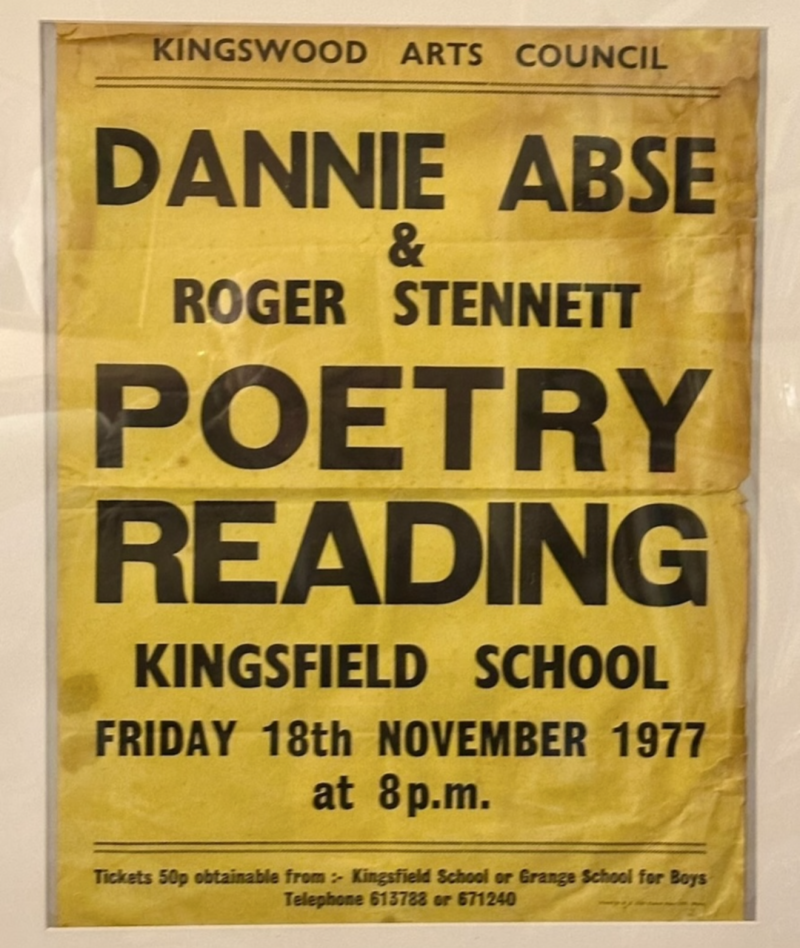 KINGSWOOD ARTS COUNCIL
DANNIE ABSE
&
ROGER STENNETT
POETRY
READING
KINGSFIELD SCHOOL
FRIDAY 18th NOVEMBER 1977
at 8 p.m.
Tickets 50p obtainable from :- Kingsfield School or Grange School for Boys
Telephone 613788 or 671240